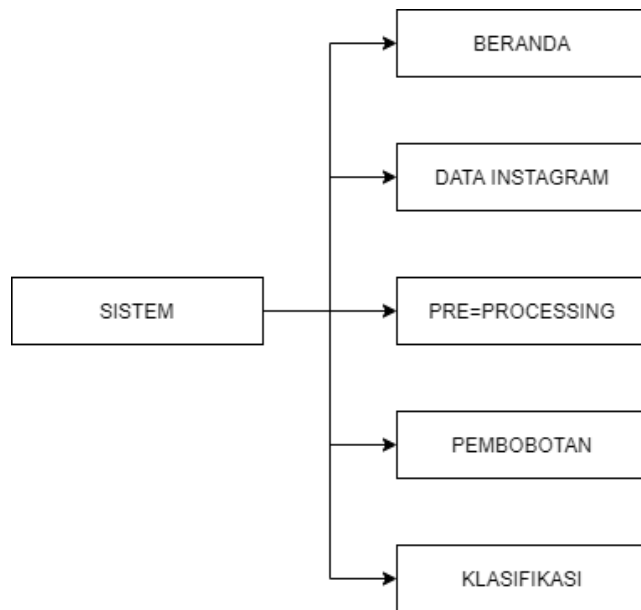 BERANDA
DATA INSTAGRAM
SISTEM
PRE=PROCESSING
PEMBOBOTAN
KLASIFIKASI